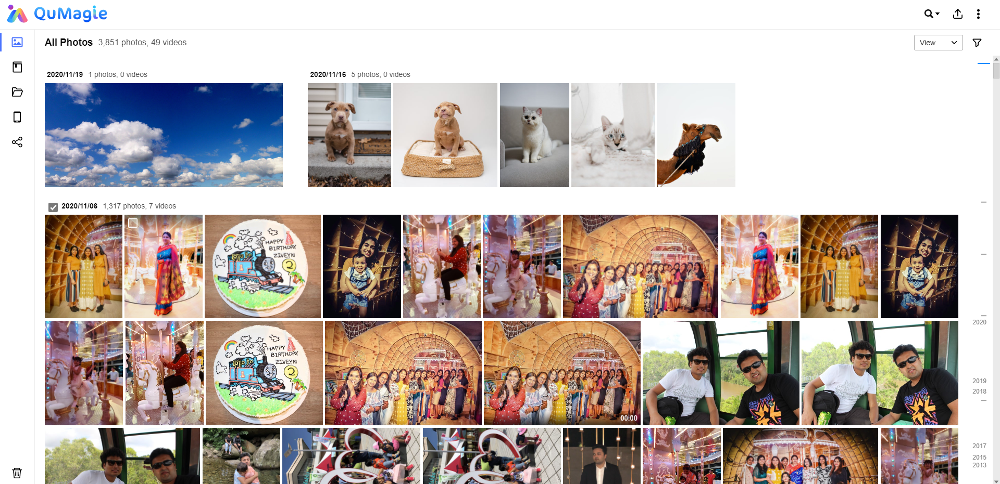 QuMagie
All Photos 3,851 photos, 49 videos
View
2020/11/19 1 photos, 0 videos
2020/11/16 5 photos, 0 videos
2020/11/06 1,317 photos, 7 videos
HAPPY
BIRTHDAY
ZIVEYN
2
2020
HAPPY
BIRTHDAY
ZIVEYN
2
00:00
2019
2018
2017
2015
2013